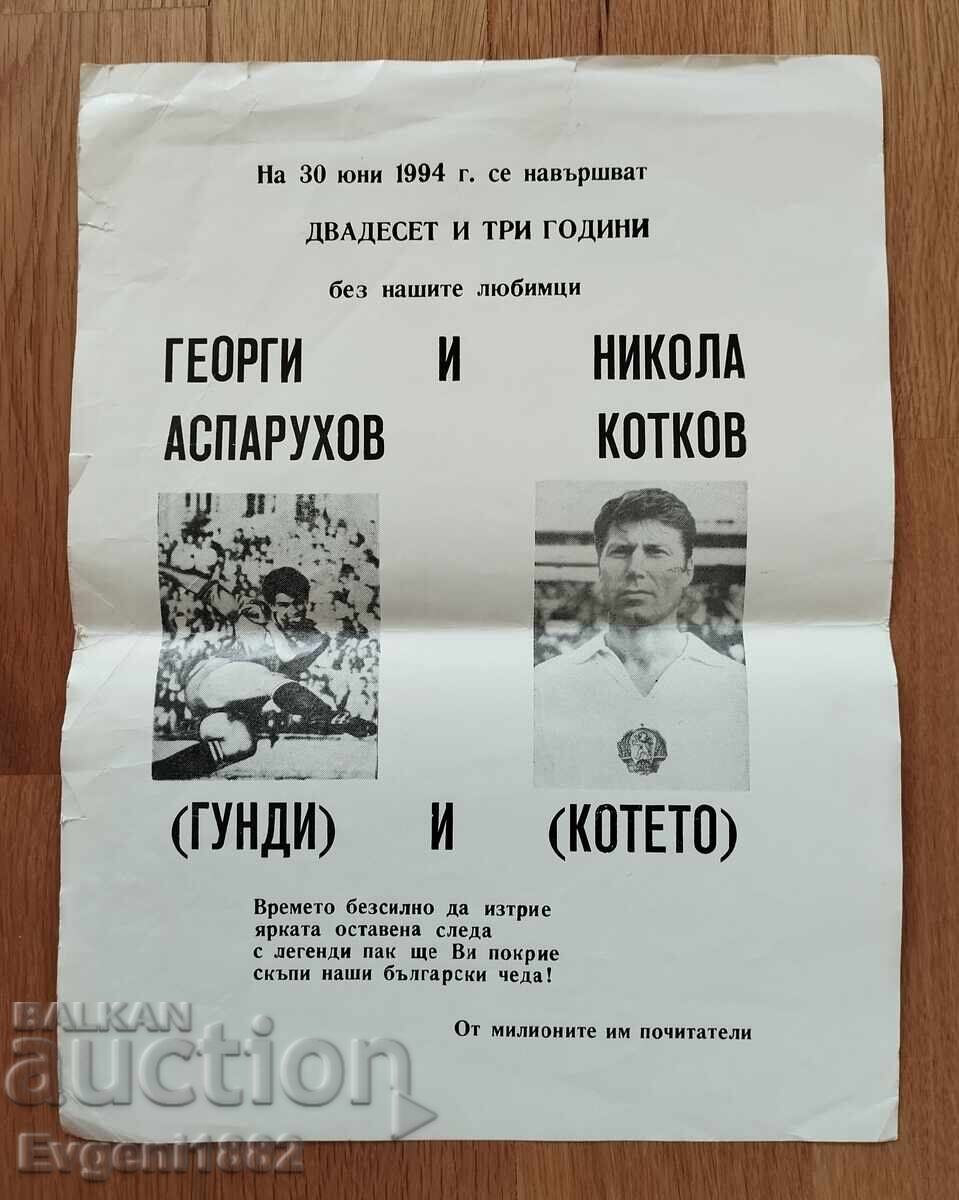 На 30 юни 1994 г. се навършват
ДВАДЕСЕТ И ТРИ ГОДИНИ
без нашите любимци
ГЕОРГИ И НИКОЛА
АСПАРУХОВ КОТКОВ
(ГУНДИ) И (КОТЕТО)
Времето безсилно да изтрие
ярката оставена следа
с легенди пак ще Ви покрие
скъпи наши български чеда!
От милионите им почитатели
BALKAN
auction
Evgeni1882